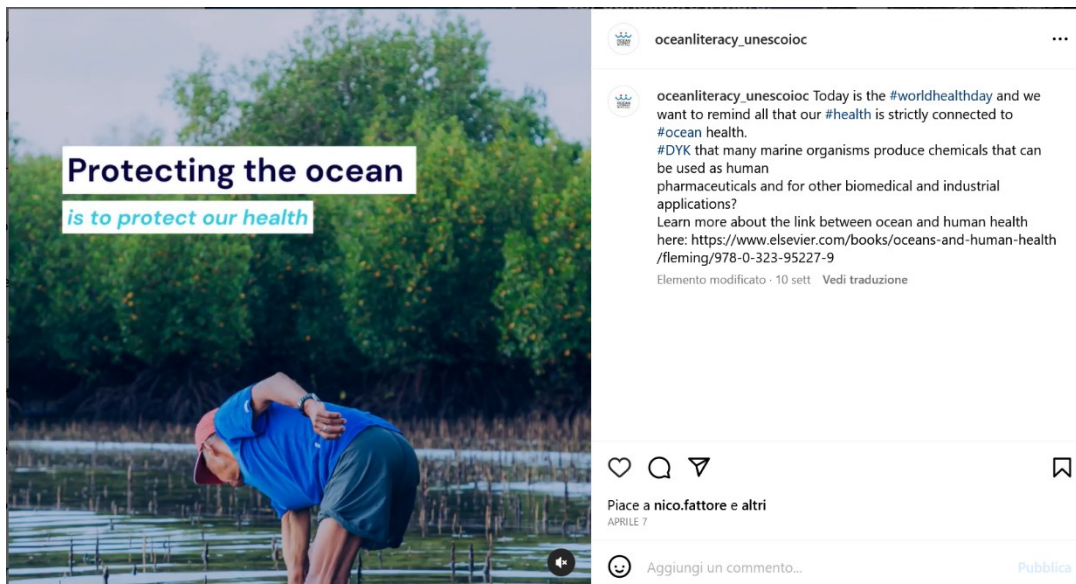 Protecting the ocean
is to protect our health
oceanliteracy_unescoioc
oceanliteracy_unescoioc Today is the #worldhealthday and we
want to remind all that our #health is strictly connected to
#ocean health.
#DYK that many marine organisms produce chemicals that can
be used as human
pharmaceuticals and for other biomedical and industrial
applications?
Learn more about the link between ocean and human health
here: https://www.elsevier.com/books/oceans-and-human-health
/fleming/978-0-323-95227-9
Elemento modificato · 10 sett Vedi traduzione
Piace a nico.fattore e altri
APRILE 7
Aggiungi un commento...
Pubblica